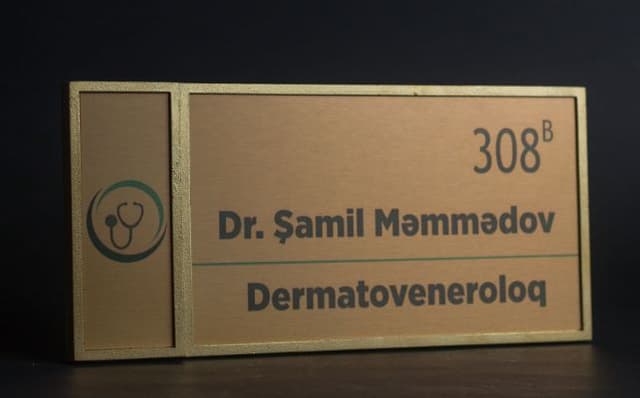 308ᴮ
Dr. Şamil Məmmədov
Dermatoveneroloq